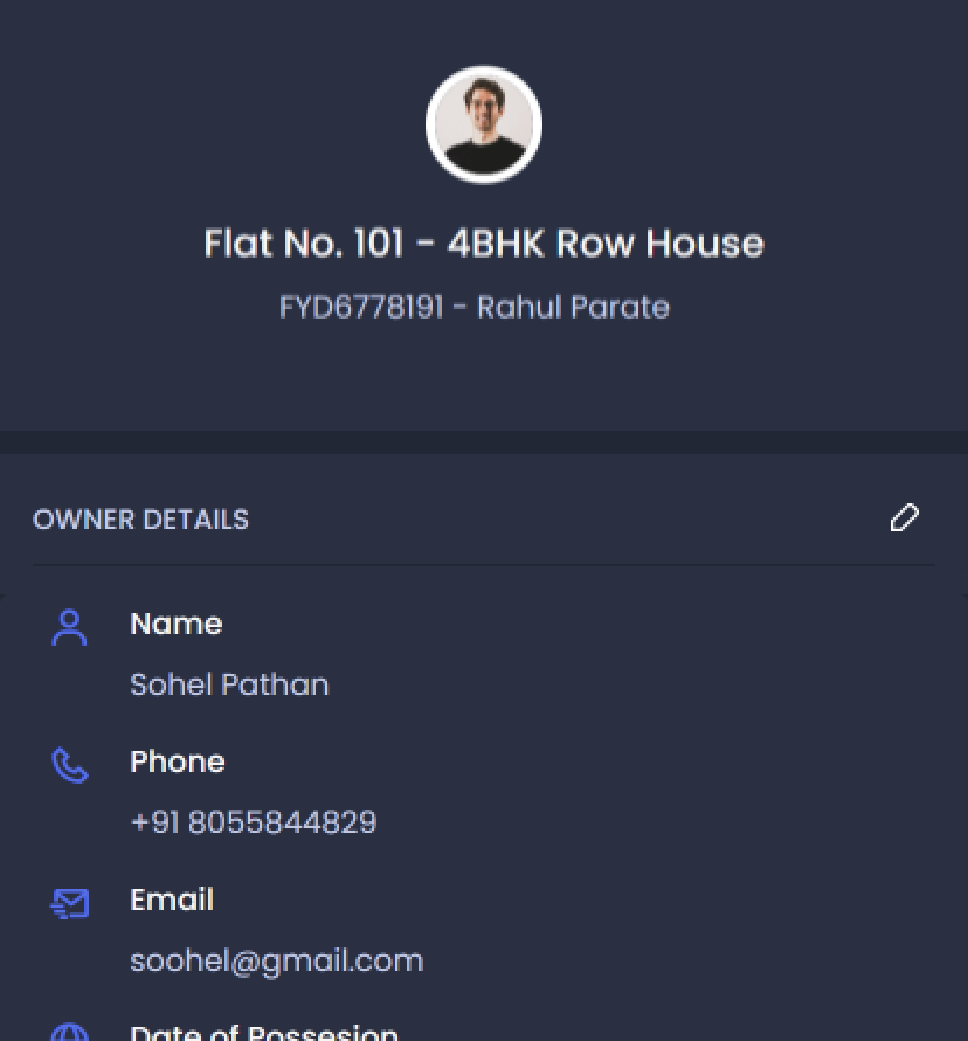 Flat No. 101 - 4BHK Row House
FYD6778191 - Rahul Parate
OWNER DETAILS
Name
Sohel Pathan
Phone
+91 8055844829
Email
soohel@gmail.com
Date of Possesion